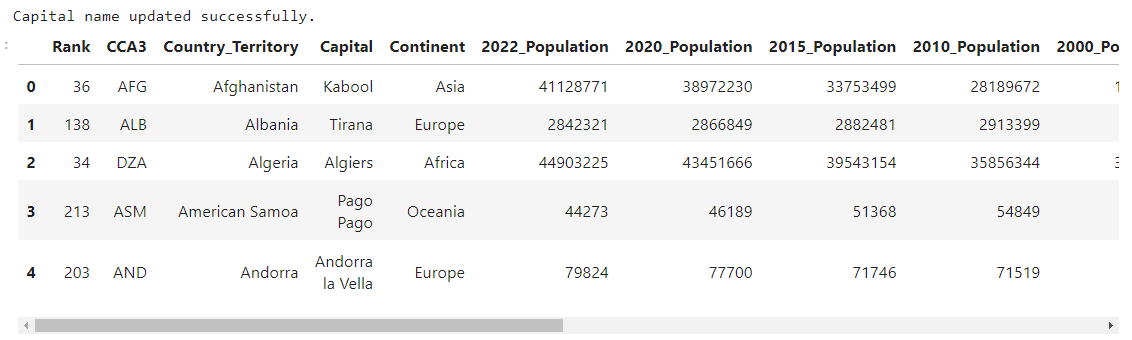 Capital name updated successfully.
Rank CCA3 Country_Territory Capital Continent 2022_Population 2020_Population 2015_Population 2010_Population 2000_Po
0 36 AFG Afghanistan Kabool Asia 41128771 38972230 33753499 28189672 1
1 138 ALB Albania Tirana Europe 2842321 2866849 2882481 2913399
2 34 DZA Algeria Algiers Africa 44903225 43451666 39543154 35856344 3
3 213 ASM American Samoa Pago Pago Oceania 44273 46189 51368 54849
4 203 AND Andorra Andorra la Vella Europe 79824 77700 71746 71519